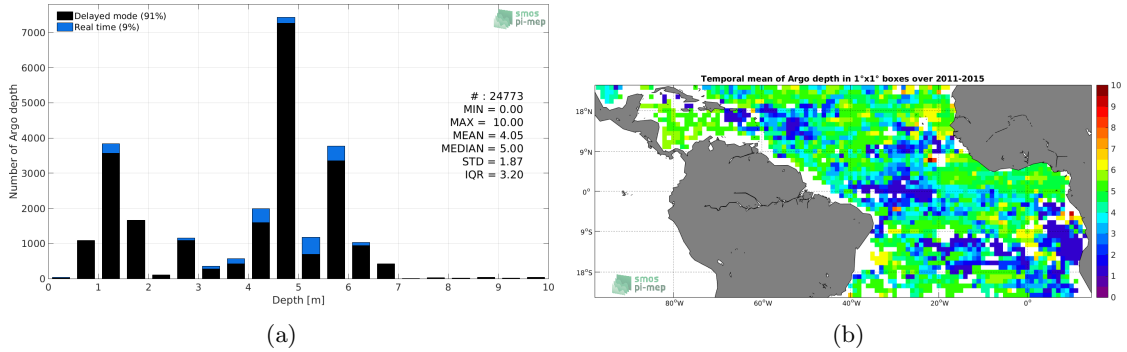 Delayed mode (91%)
Real time (9%)
smos
pi-mep
7000
6000
5000
4000
3000
2000
1000
0
Number of Argo depth
# : 24773
MIN = 0.00
MAX = 10.00
MEAN = 4.05
MEDIAN = 5.00
STD = 1.87
IQR = 3.20
0 1 2 3 4 5 6 7 8 9 10
Depth [m]
(a)
Temporal mean of Argo depth in 1°x1° boxes over 2011-2015
18°N
9°N
0°
9°S
18°S
80°W 60°W 40°W 20°W 0°
10
9
8
7
6
5
4
3
2
1
0
smos
pi-mep
(b)